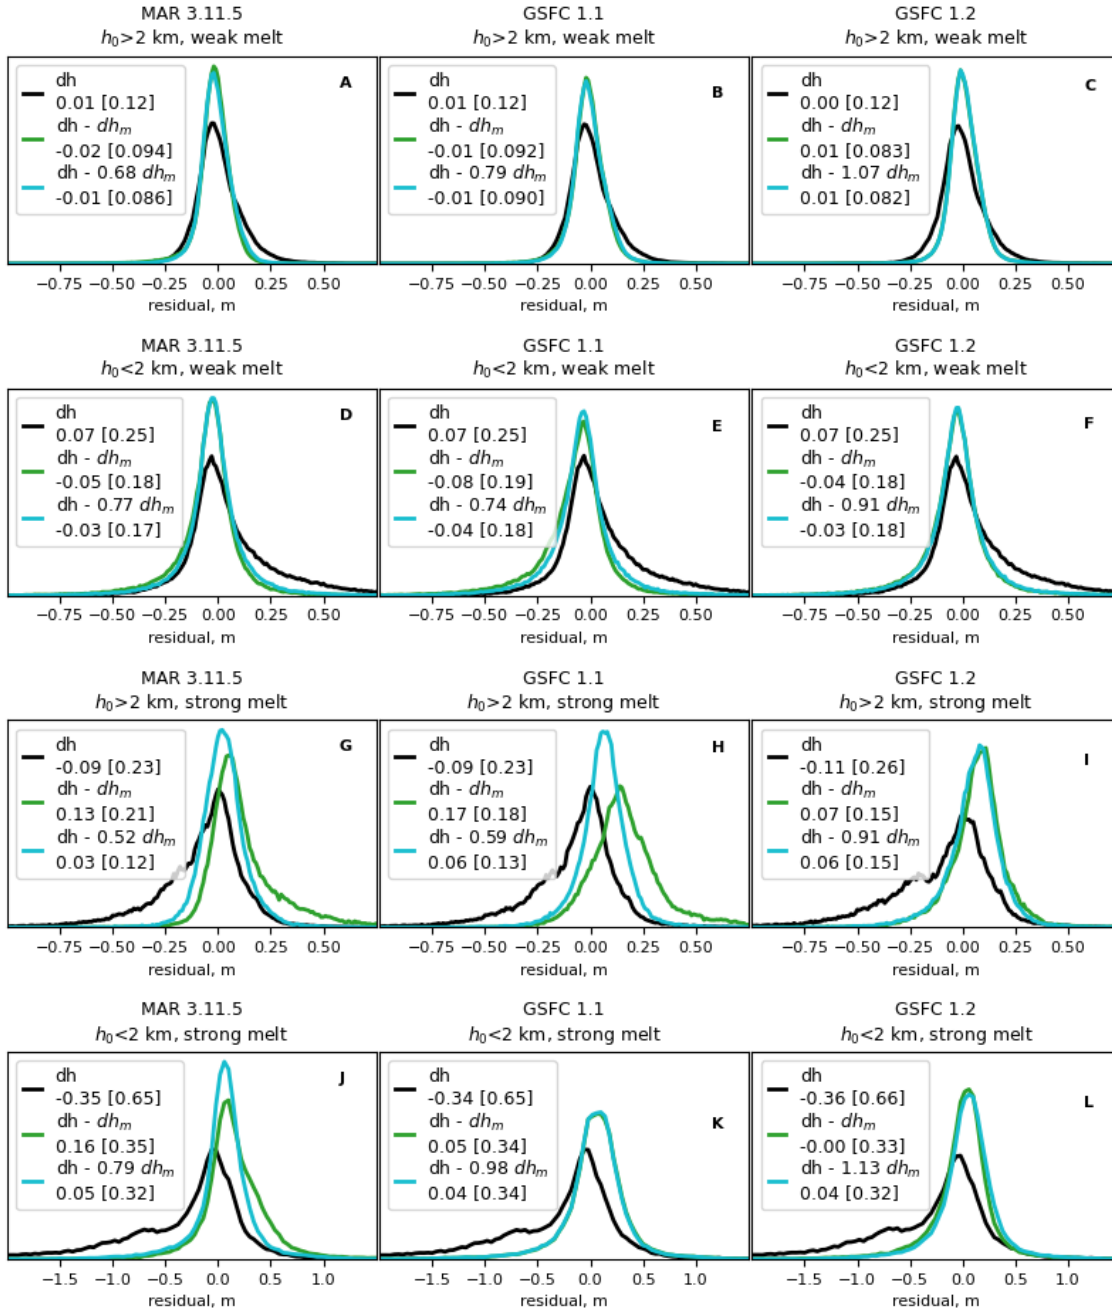 MAR 3.11.5
h₀>2 km, weak melt
GSFC 1.1
h₀>2 km, weak melt
GSFC 1.2
h₀>2 km, weak melt
dh
0.01 [0.12]
dh - dhₘ
-0.02 [0.094]
dh - 0.68 dhₘ
-0.01 [0.086]
A
dh
0.01 [0.12]
dh - dhₘ
-0.01 [0.092]
dh - 0.79 dhₘ
-0.01 [0.090]
B
dh
0.00 [0.12]
dh - dhₘ
0.01 [0.083]
dh - 1.07 dhₘ
0.01 [0.082]
C
−0.75 −0.50 −0.25 0.00 0.25 0.50
residual, m
−0.75 −0.50 −0.25 0.00 0.25 0.50
residual, m
−0.75 −0.50 −0.25 0.00 0.25 0.50
residual, m
MAR 3.11.5
h₀<2 km, weak melt
GSFC 1.1
h₀<2 km, weak melt
GSFC 1.2
h₀<2 km, weak melt
dh
0.07 [0.25]
dh - dhₘ
-0.05 [0.18]
dh - 0.77 dhₘ
-0.03 [0.17]
D
dh
0.07 [0.25]
dh - dhₘ
-0.08 [0.19]
dh - 0.74 dhₘ
-0.04 [0.18]
E
dh
0.07 [0.25]
dh - dhₘ
-0.04 [0.18]
dh - 0.91 dhₘ
-0.03 [0.18]
F
−0.75 −0.50 −0.25 0.00 0.25 0.50
residual, m
−0.75 −0.50 −0.25 0.00 0.25 0.50
residual, m
−0.75 −0.50 −0.25 0.00 0.25 0.50
residual, m
MAR 3.11.5
h₀>2 km, strong melt
GSFC 1.1
h₀>2 km, strong melt
GSFC 1.2
h₀>2 km, strong melt
dh
-0.09 [0.23]
dh - dhₘ
0.13 [0.21]
dh - 0.52 dhₘ
0.03 [0.12]
G
dh
-0.09 [0.23]
dh - dhₘ
0.17 [0.18]
dh - 0.59 dhₘ
0.06 [0.13]
H
dh
-0.11 [0.26]
dh - dhₘ
0.07 [0.15]
dh - 0.91 dhₘ
0.06 [0.15]
I
−0.75 −0.50 −0.25 0.00 0.25 0.50
residual, m
−0.75 −0.50 −0.25 0.00 0.25 0.50
residual, m
−0.75 −0.50 −0.25 0.00 0.25 0.50
residual, m
MAR 3.11.5
h₀<2 km, strong melt
GSFC 1.1
h₀<2 km, strong melt
GSFC 1.2
h₀<2 km, strong melt
dh
-0.35 [0.65]
dh - dhₘ
0.16 [0.35]
dh - 0.79 dhₘ
0.05 [0.32]
J
dh
-0.34 [0.65]
dh - dhₘ
0.05 [0.34]
dh - 0.98 dhₘ
0.04 [0.34]
K
dh
-0.36 [0.66]
dh - dhₘ
-0.00 [0.33]
dh - 1.13 dhₘ
0.04 [0.32]
L
−1.5 −1.0 −0.5 0.0 0.5 1.0
residual, m
−1.5 −1.0 −0.5 0.0 0.5 1.0
residual, m
−1.5 −1.0 −0.5 0.0 0.5 1.0
residual, m